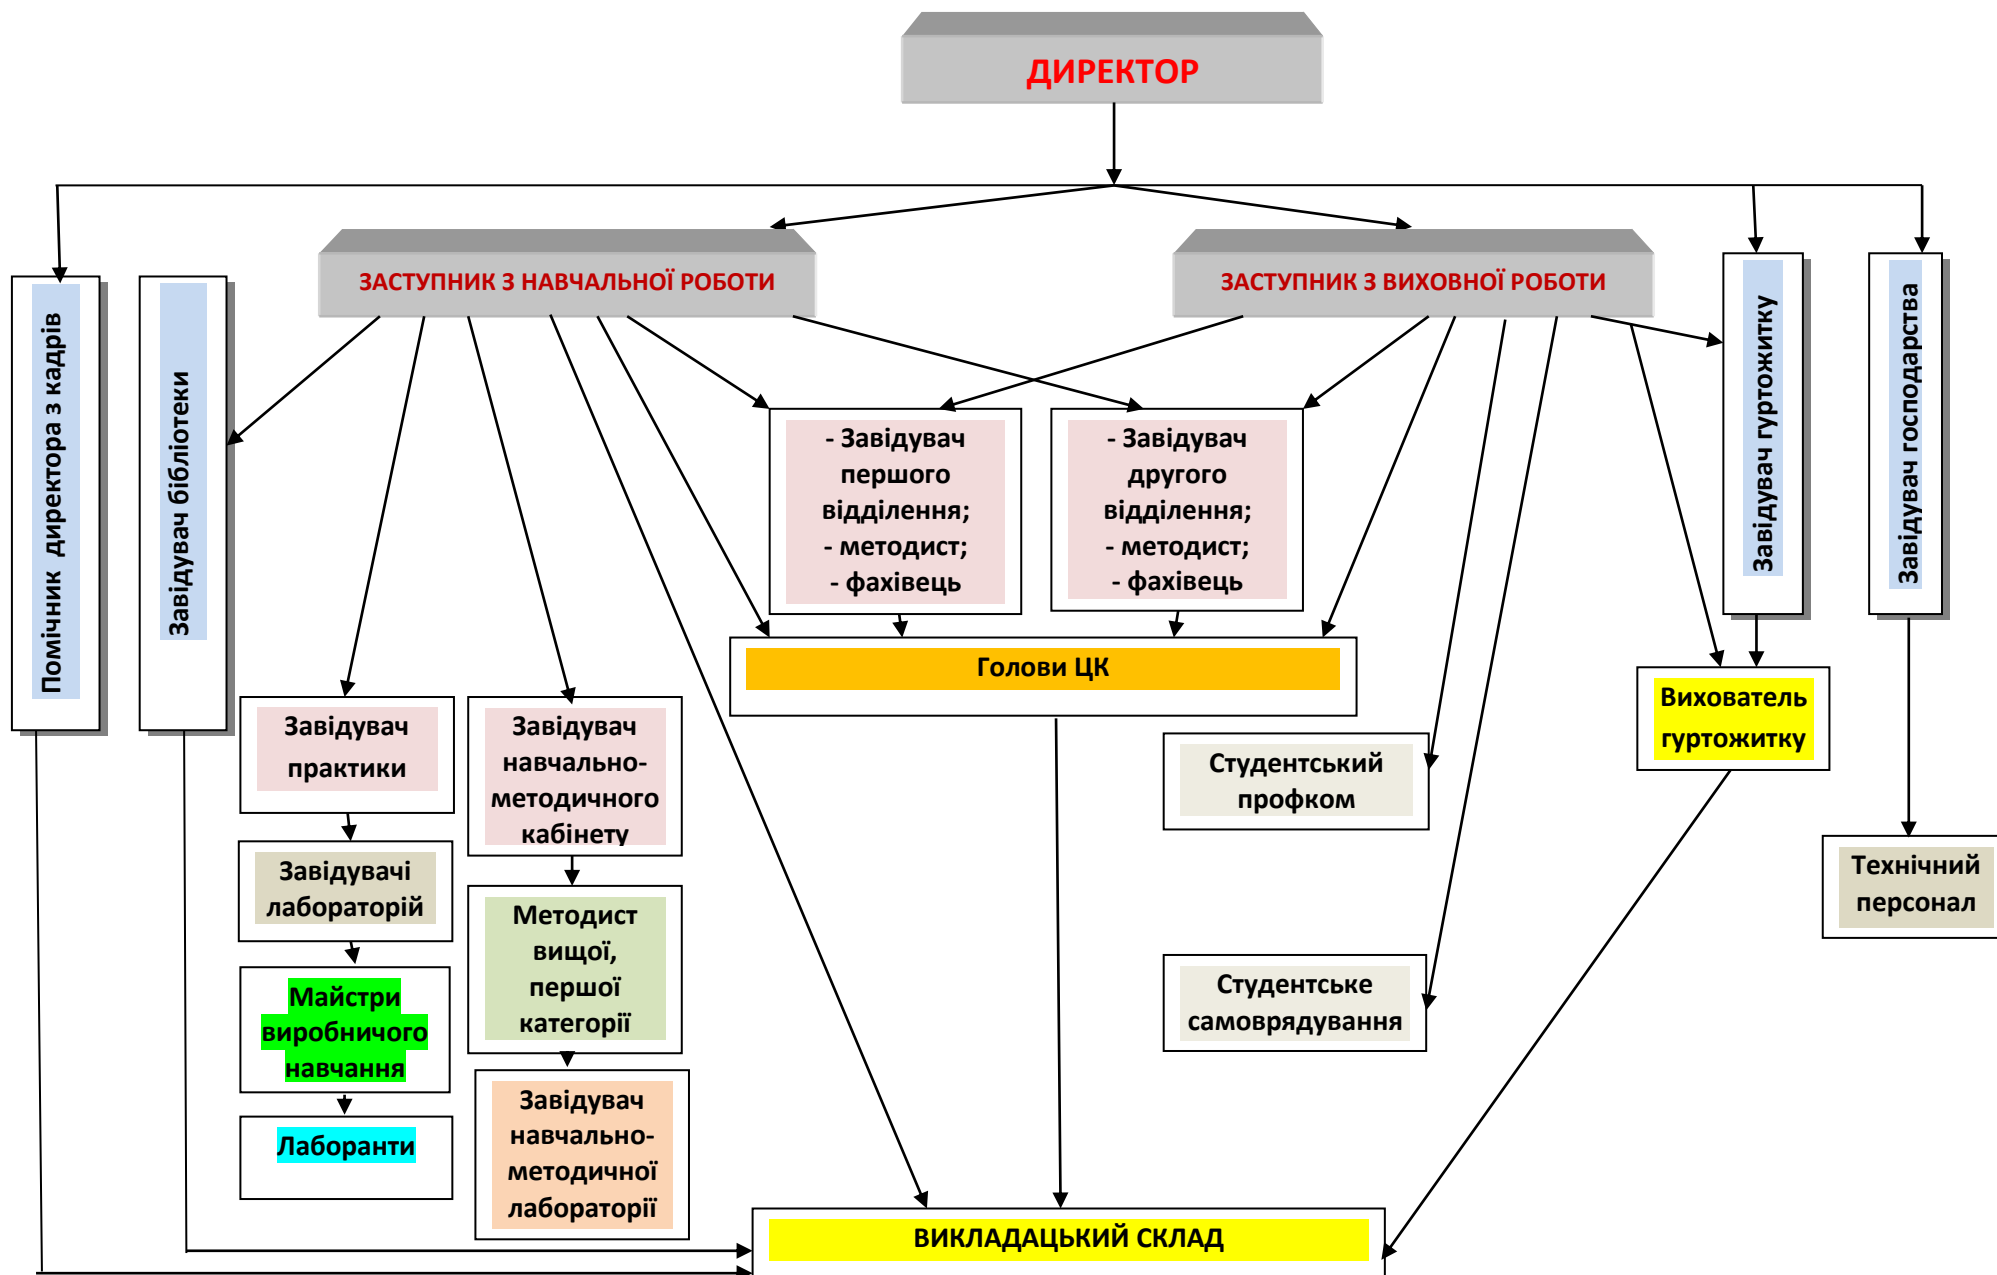 ДИРЕКТОР
ЗАСТУПНИК З НАВЧАЛЬНОЇ РОБОТИ
ЗАСТУПНИК З ВИХОВНОЇ РОБОТИ
Помічник директора з кадрів
Завідувач бібліотеки
Завідувач гуртожитку
Завідувач господарства
- Завідувач
першого
відділення;
- методист;
- фахівець
- Завідувач
другого
відділення;
- методист;
- фахівець
Голови ЦК
Завідувач
практики
Завідувач
навчально-
методичного
кабінету
Студентський
профком
Вихователь
гуртожитку
Завідувачі
лабораторій
Технічний
персонал
Методист
вищої,
першої
категорії
Майстри
виробничого
навчання
Студентське
самоврядування
Лаборанти
Завідувач
навчально-
методичної
лабораторії
ВИКЛАДАЦЬКИЙ СКЛАД